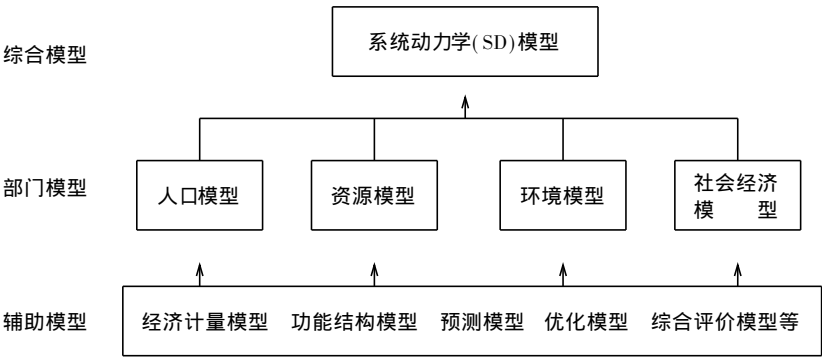 综合模型
系统动力学(SD)模型
部门模型
人口模型
资源模型
环境模型
社会经济
模 型
辅助模型
经济计量模型 功能结构模型 预测模型 优化模型 综合评价模型等